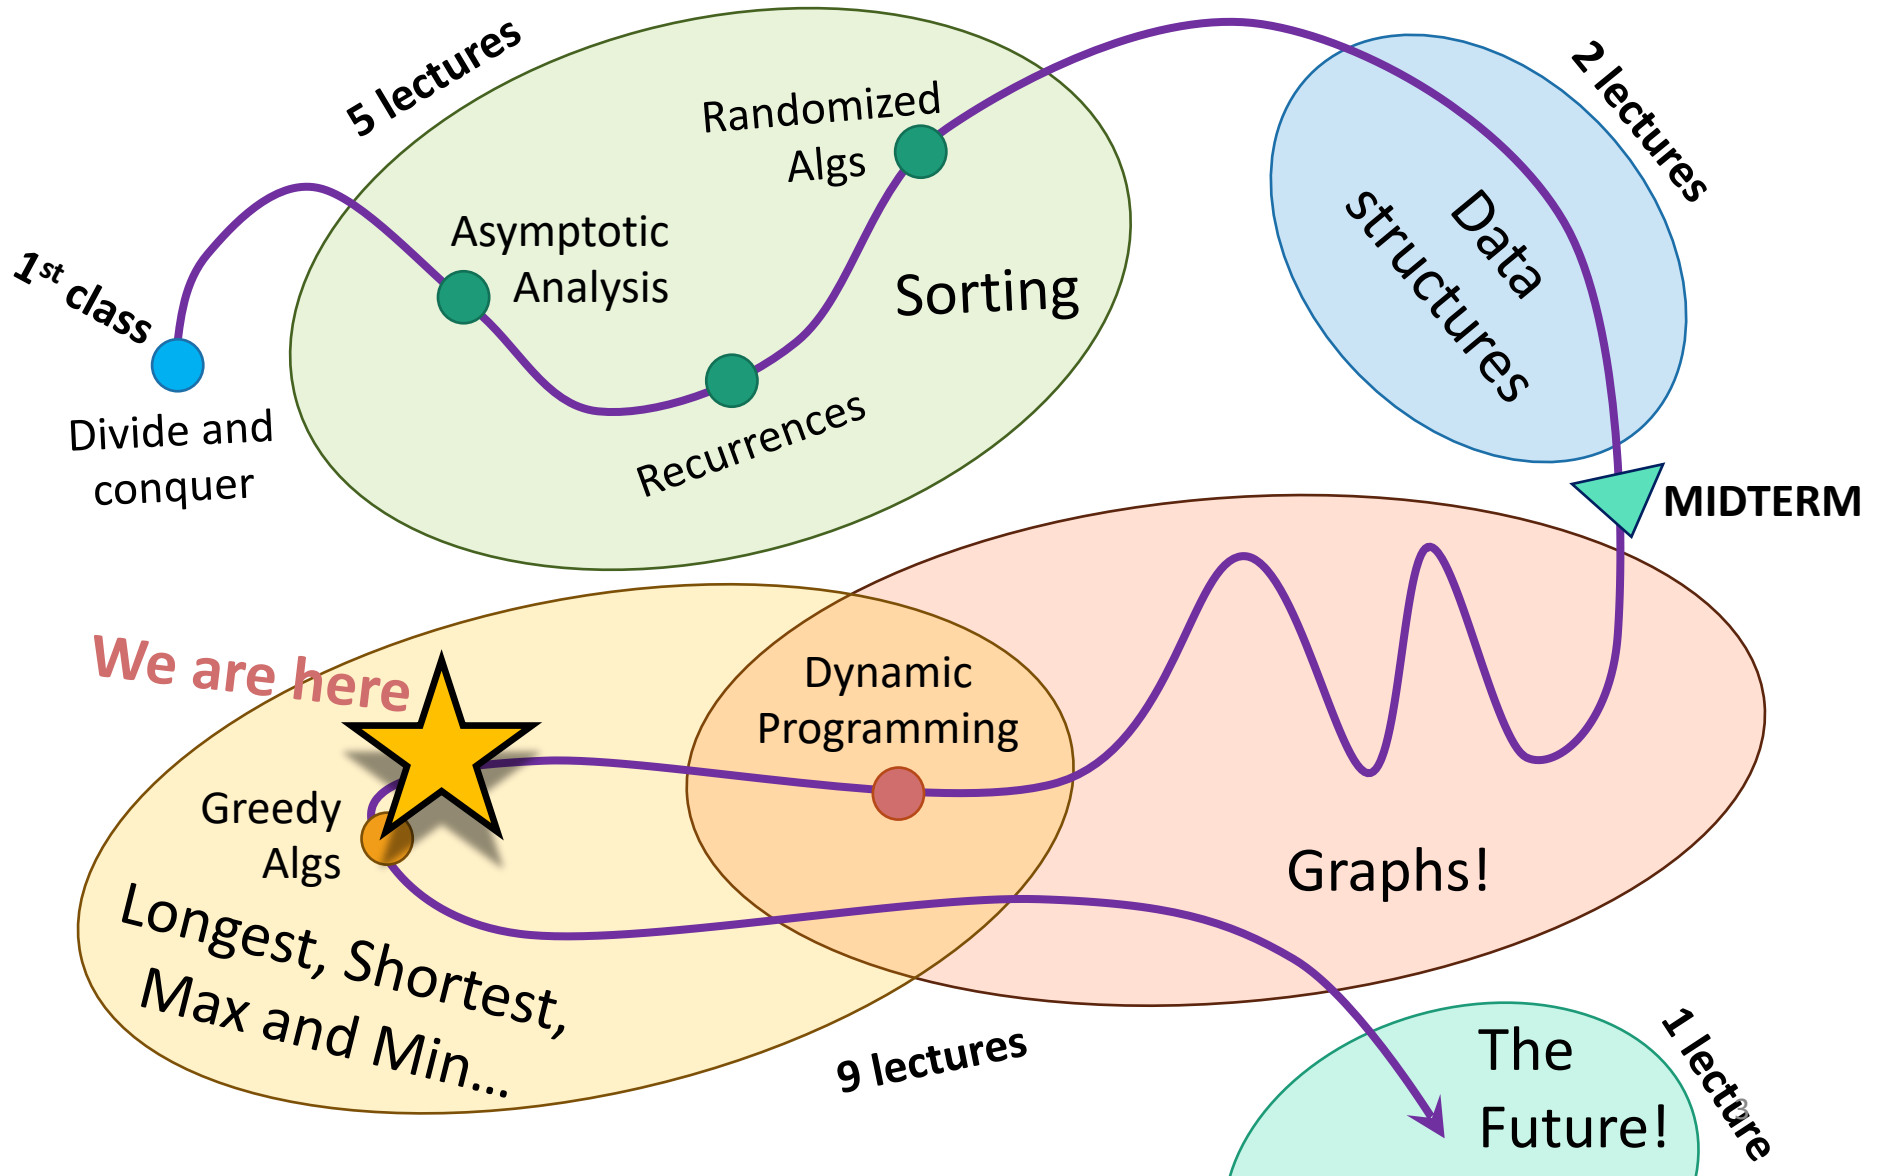 5 lectures
2 lectures
Randomized
Algs
Asymptotic
Analysis
Sorting
Data
structures
1st class
Divide and
conquer
Recurrences
MIDTERM
We are here
Dynamic
Programming
Greedy
Algs
Graphs!
Longest, Shortest,
Max and Min...
9 lectures
The
Future!
1 lecture